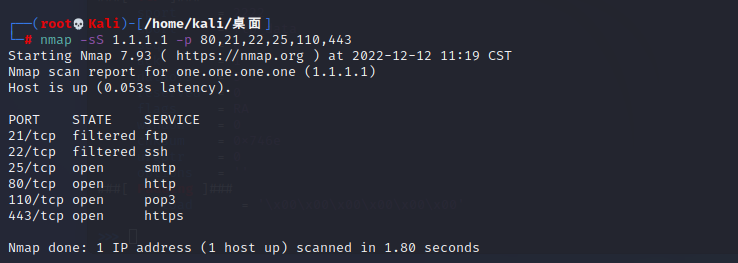 ┌──(root💀Kali)-[/home/kali/桌面]
└─# nmap -sS 1.1.1.1 -p 80,21,22,25,110,443
Starting Nmap 7.93 ( https://nmap.org ) at 2022-12-12 11:19 CST
Nmap scan report for one.one.one.one (1.1.1.1)
Host is up (0.053s latency).
PORT    STATE    SERVICE
21/tcp  filtered ftp
22/tcp  filtered ssh
25/tcp  open     smtp
80/tcp  open     http
110/tcp open     pop3
443/tcp open     https
Nmap done: 1 IP address (1 host up) scanned in 1.80 seconds